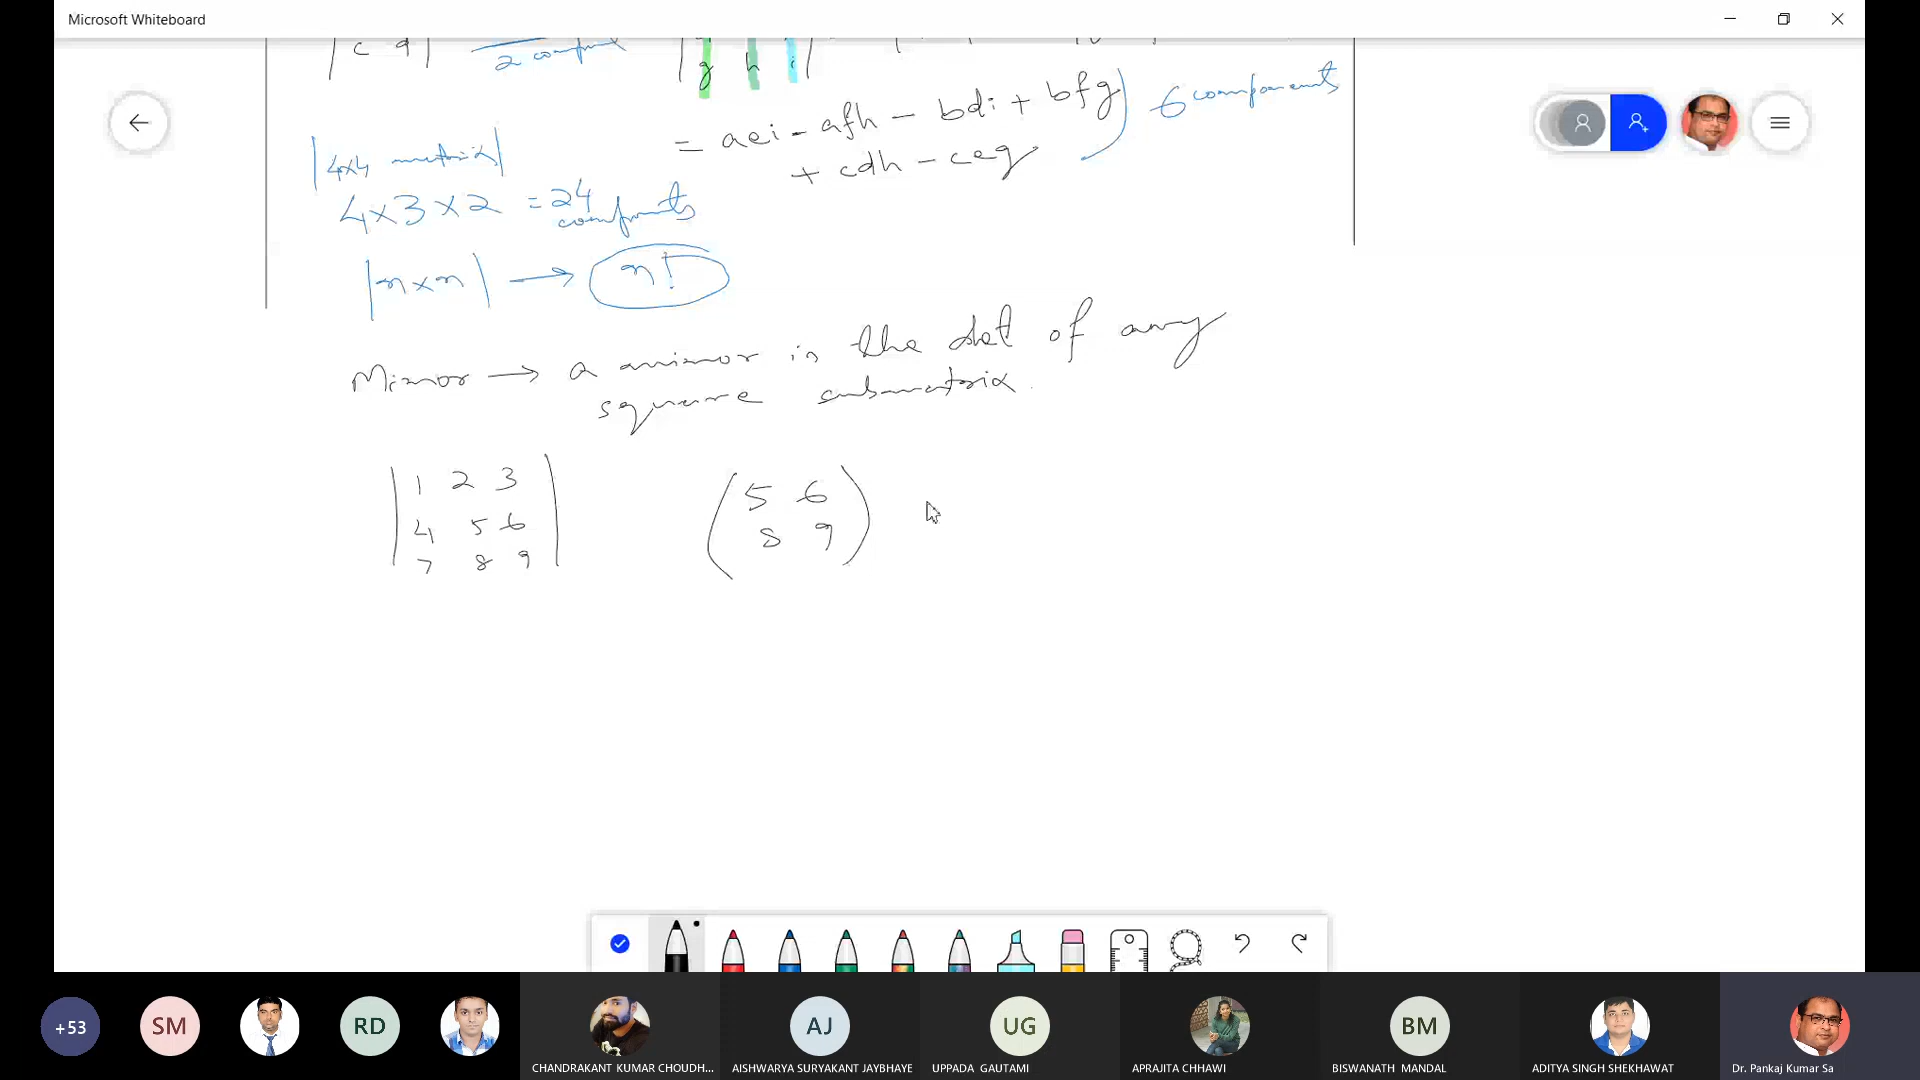 Microsoft Whiteboard
c d
2
g h i
= aei - afh - bdi + bfg
+ cdh - ceg
6 components
4x4 matrix
4x3x2 = 24
components
|n x n| → n!
Minor → a minor is the det of any
square submatrix.
1 2 3
4 5 6
7 8 9
5 6
8 9
+53
SM
RD
CHANDRAKANT KUMAR CHOUDH...
AJ
AISHWARYA SURYAKANT JAYBHAYE
UG
UPPADA GAUTAMI
APRAJITA CHHAWI
BM
BISWANATH MANDAL
ADITYA SINGH SHEKHAWAT
Dr. Pankaj Kumar Sa